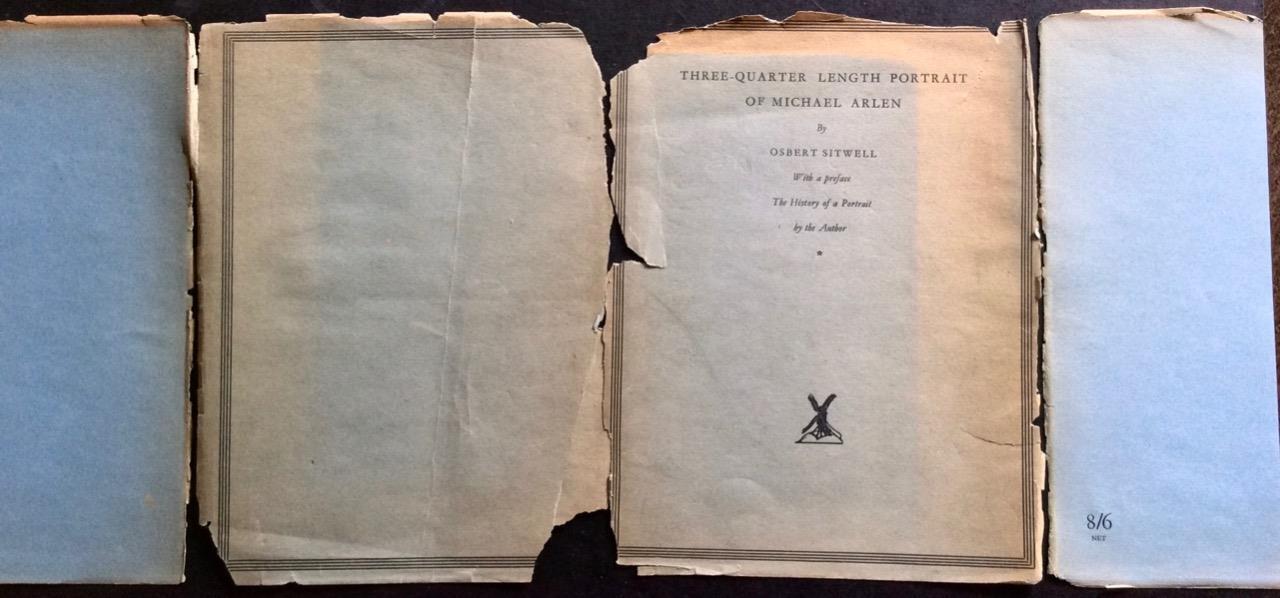 THREE-QUARTER LENGTH PORTRAIT
OF MICHAEL ARLEN
By
OSBERT SITWELL
With a preface
The History of a Portrait
by the Author
8/6
NET